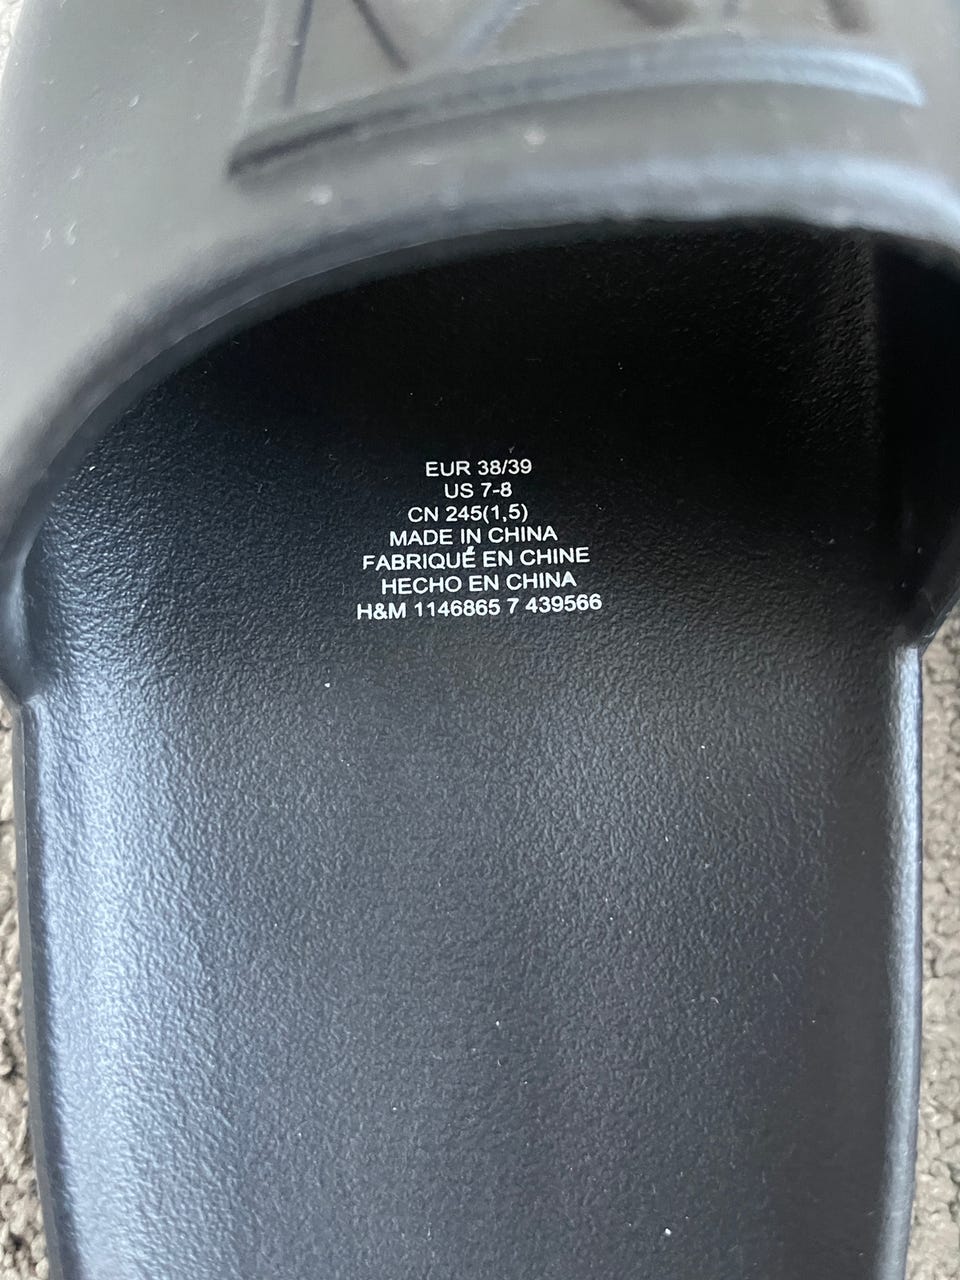 EUR 38/39
US 7-8
CN 245(1,5)
MADE IN CHINA
FABRIQUÉ EN CHINE
HECHO EN CHINA
H&M 1146865 7 439566